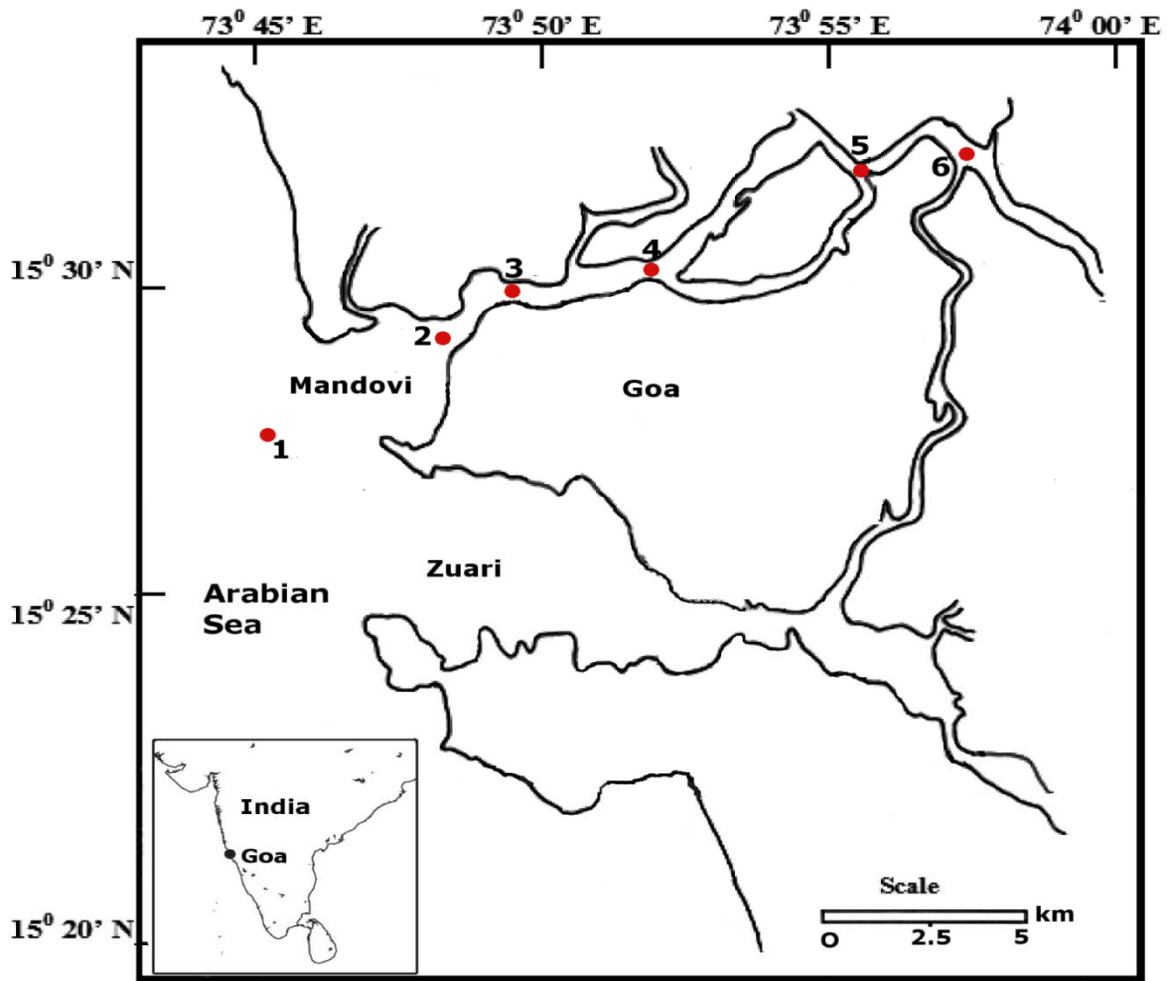 73⁰ 45’ E 73⁰ 50’ E 73⁰ 55’ E 74⁰ 00’ E
5
6
15⁰ 30’ N
4
3
2
Mandovi
Goa
1
Zuari
Arabian
Sea
15⁰ 25’ N
India
Goa
Scale
km
0 2.5 5
15⁰ 20’ N